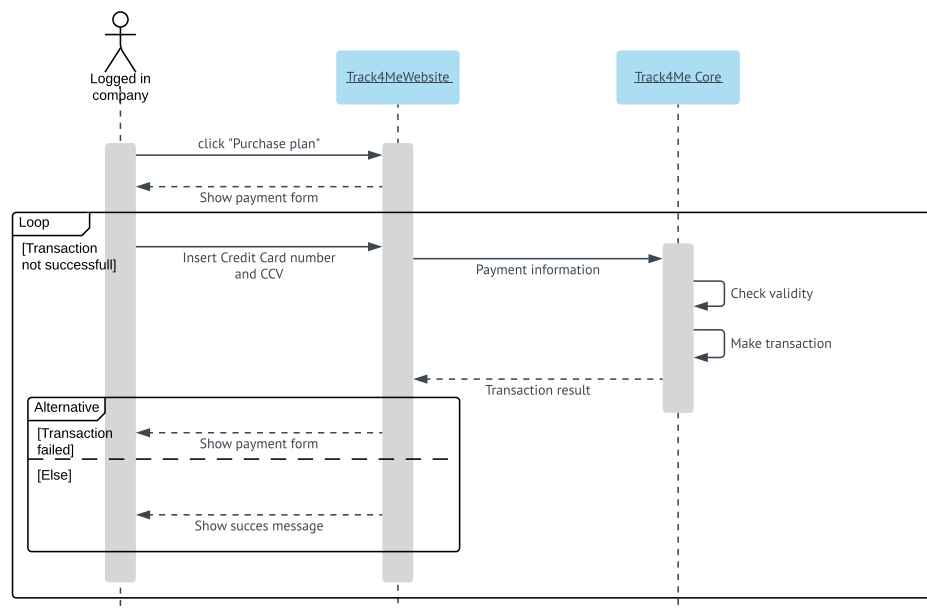 Logged in
company
Track4MeWebsite
Track4Me Core
click "Purchase plan"
Show payment form
Loop
[Transaction
not successfull]
Insert Credit Card number
and CCV
Payment information
Check validity
Make transaction
Transaction result
Alternative
[Transaction
failed]
Show payment form
[Else]
Show succes message